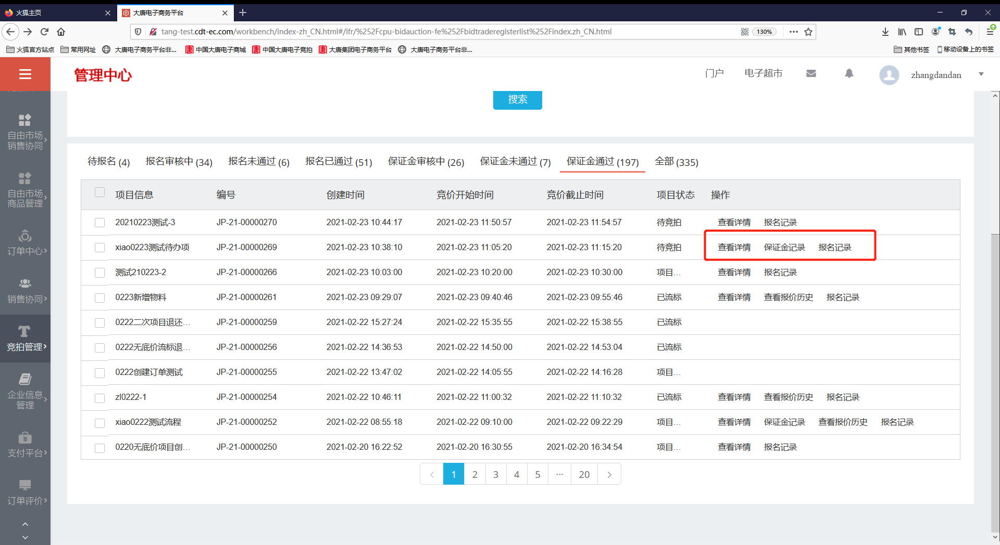 火狐主页
大唐电子商务平台
tang-test.cdt-ec.com/workbench/index-zh_CN.html#/ifr/%252Fcpu-bidauction-fe%252Fbidtraderegisterlist%252Findex.zh_CN.html
130%
火狐官方站点 常用网址 大唐电子商务平台非... 中国大唐电子商城 中国大唐电子竞拍 大唐集团电子商务平台 大唐电子商务平台非... 其他书签 移动设备上的书签
管理中心
门户 电子超市 zhangdandan
搜索
自由市场
销售协同
自由市场
商品管理
订单中心
销售协同
竞拍管理
企业信息
管理
支付平台
订单评价
待报名 (4) 报名审核中 (34) 报名未通过 (6) 报名已通过 (51) 保证金审核中 (26) 保证金未通过 (7) 保证金通过 (197) 全部 (335)
项目信息 编号 创建时间 竞价开始时间 竞价截止时间 项目状态 操作
20210223测试-3 JP-21-00000270 2021-02-23 10:44:17 2021-02-23 11:50:57 2021-02-23 11:54:57 待竞拍 查看详情 报名记录
xiao0223测试待办项 JP-21-00000269 2021-02-23 10:38:10 2021-02-23 11:05:20 2021-02-23 11:15:20 待竞拍 查看详情 保证金记录 报名记录
测试210223-2 JP-21-00000266 2021-02-23 10:03:00 2021-02-23 10:20:00 2021-02-23 10:30:00 项目... 查看详情 报名记录
0223新增物料 JP-21-00000261 2021-02-23 09:29:07 2021-02-23 09:40:46 2021-02-23 09:55:46 已流标 查看详情 查看报价历史 报名记录
0222二次项目退还... JP-21-00000259 2021-02-22 15:27:24 2021-02-22 15:35:55 2021-02-22 15:38:55 已流标
0222无底价流标退... JP-21-00000256 2021-02-22 14:36:53 2021-02-22 14:50:00 2021-02-22 14:53:04 已流标
0222创建订单测试 JP-21-00000255 2021-02-22 13:47:02 2021-02-22 14:05:55 2021-02-22 14:16:28 项目...
zl0222-1 JP-21-00000254 2021-02-22 10:46:11 2021-02-22 11:00:32 2021-02-22 11:10:32 已流标 查看详情 查看报价历史 报名记录
xiao0222测试流程 JP-21-00000252 2021-02-22 08:55:18 2021-02-22 09:10:00 2021-02-22 09:22:29 项目... 查看详情 保证金记录 查看报价历史 报名记录
0220无底价项目创... JP-21-00000250 2021-02-20 16:22:52 2021-02-20 16:30:55 2021-02-20 16:34:54 项目... 查看详情 报名记录
1 2 3 4 5 ... 20